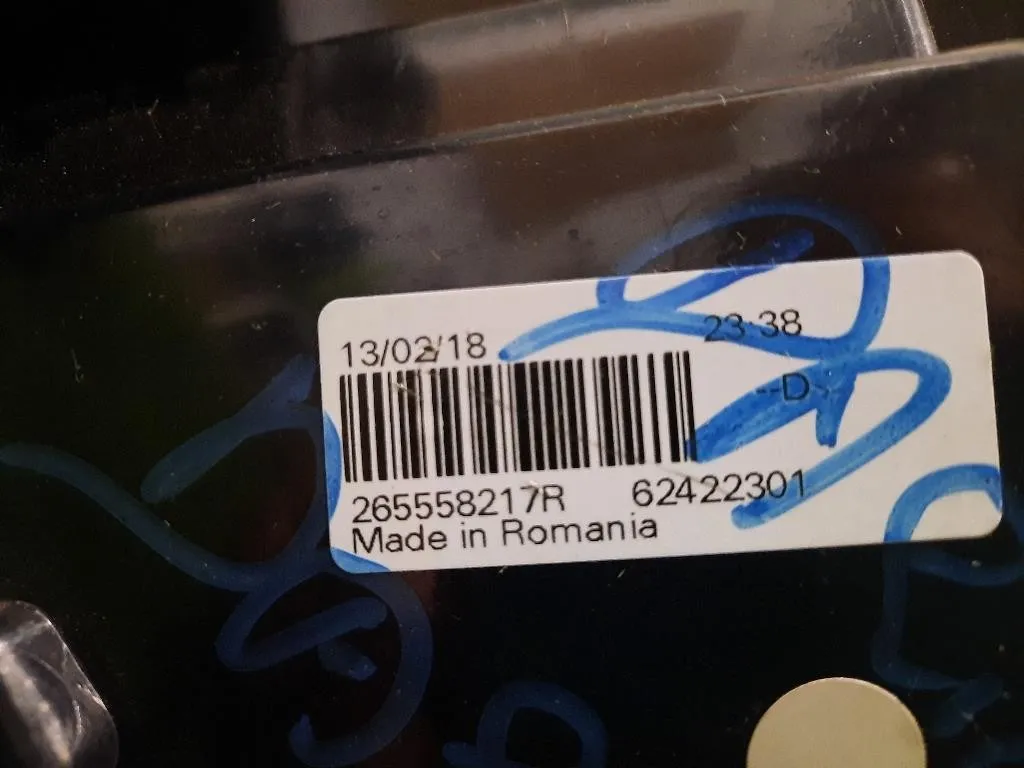 13/02/18 23:38
--D>
265558217R 62422301
Made in Romania